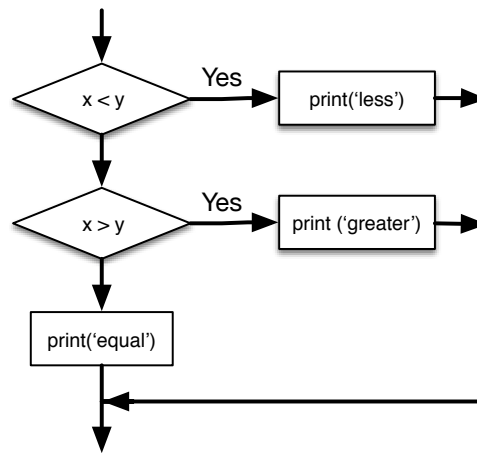 x < y
Yes
print(‘less’)
x > y
Yes
print (‘greater’)
print(‘equal’)